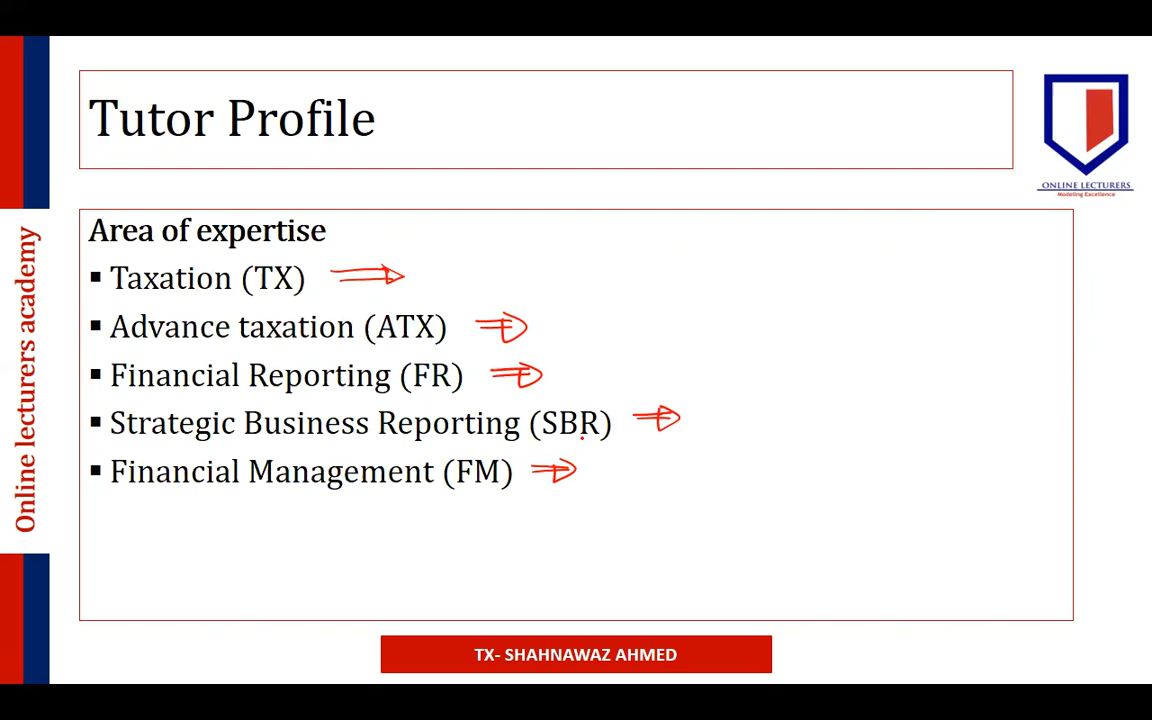 Tutor Profile
ONLINE LECTURERS
Modeling Excellence
Online lecturers academy
Area of expertise
▪ Taxation (TX)
▪ Advance taxation (ATX)
▪ Financial Reporting (FR)
▪ Strategic Business Reporting (SBR)
▪ Financial Management (FM)
TX- SHAHNAWAZ AHMED